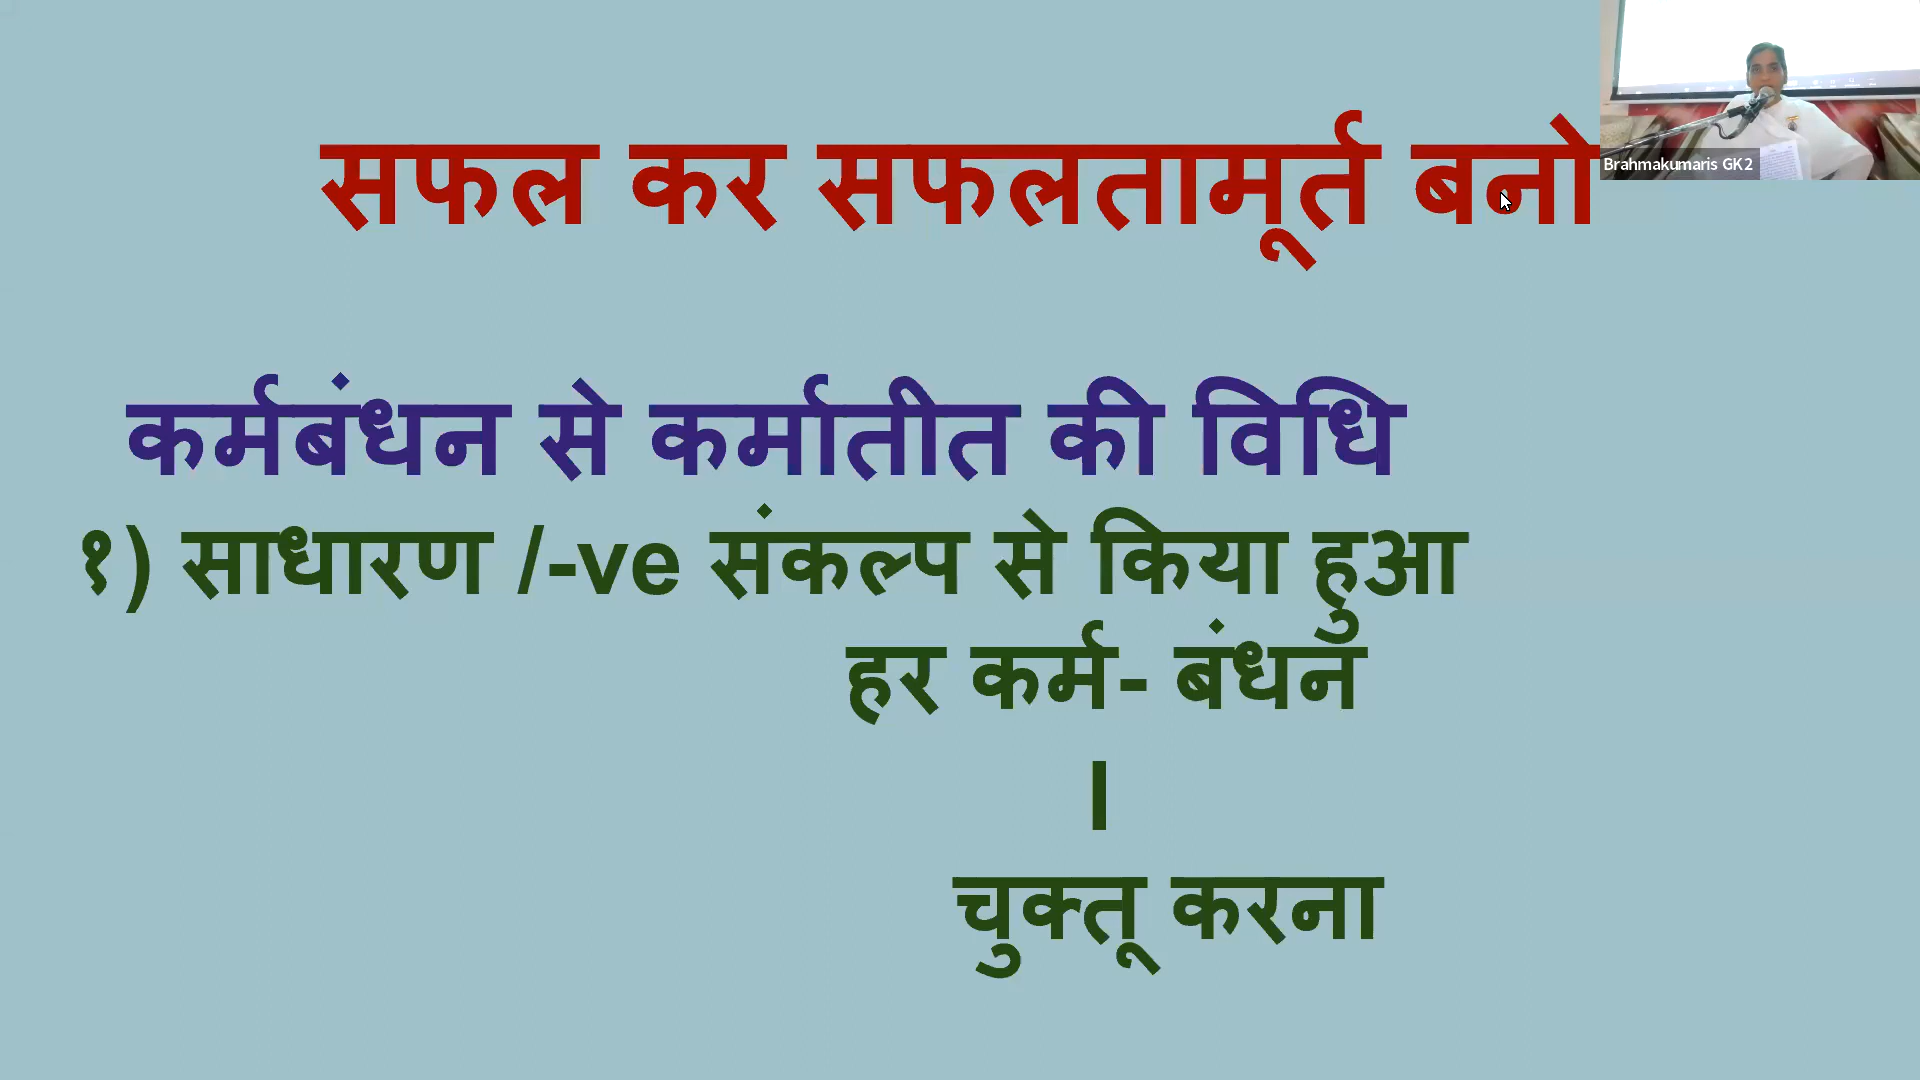 सफल कर सफलतामूर्त बनो
Brahmakumaris GK2
कर्मबंधन से कर्मातीत की विधि
१) साधारण /-ve संकल्प से किया हुआ
हर कर्म- बंधन
|
चुक्तू करना